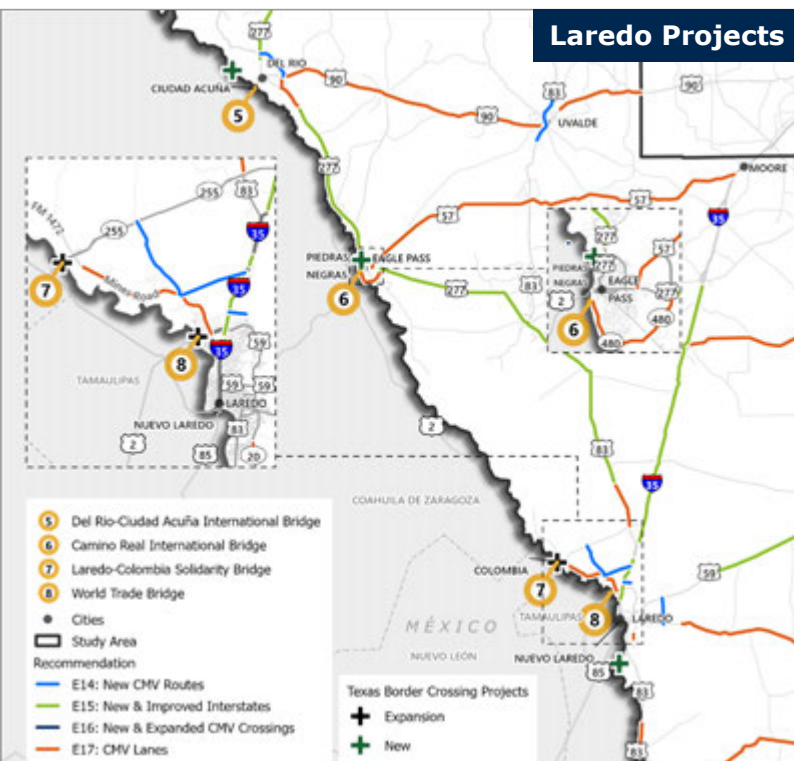 Laredo Projects
277
DEL RIO
CIUDAD ACUÑA
5
90
83
90
90
UVALDE
MOORE
277
57
35
57
PIEDRAS
NEGRAS
EAGLE PASS
6
277
83
277
57
PIEDRAS
NEGRAS
277
EAGLE
PASS
277
2
6
480
480
255
83
FM 1472
255
35
35
7
Mines Road
8
35
59
TAMAULIPAS
59
59
LAREDO
NUEVO LAREDO
83
2
85
20
2
83
35
COAHUILA DE ZARAGOZA
COLOMBIA
59
7
8
TAMAULIPAS
LAREDO
MÉXICO
NUEVO LEÓN
NUEVO LAREDO
85
83
83
5 Del Rio-Ciudad Acuña International Bridge
6 Camino Real International Bridge
7 Laredo-Colombia Solidarity Bridge
8 World Trade Bridge
Cities
Study Area
Recommendation
E14: New CMV Routes
E15: New & Improved Interstates
E16: New & Expanded CMV Crossings
E17: CMV Lanes
Texas Border Crossing Projects
Expansion
New